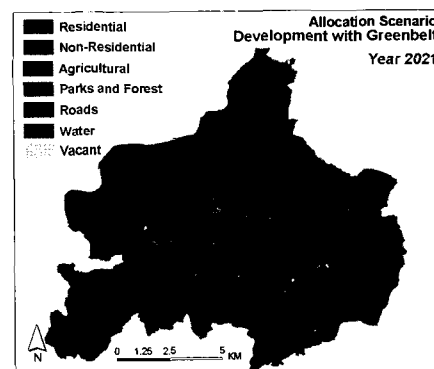 Allocation Scenario
Development with Greenbelt
Year 2021
Residential
Non-Residential
Agricultural
Parks and Forest
Roads
Water
Vacant
N
0 1.25 2.5 5
KM